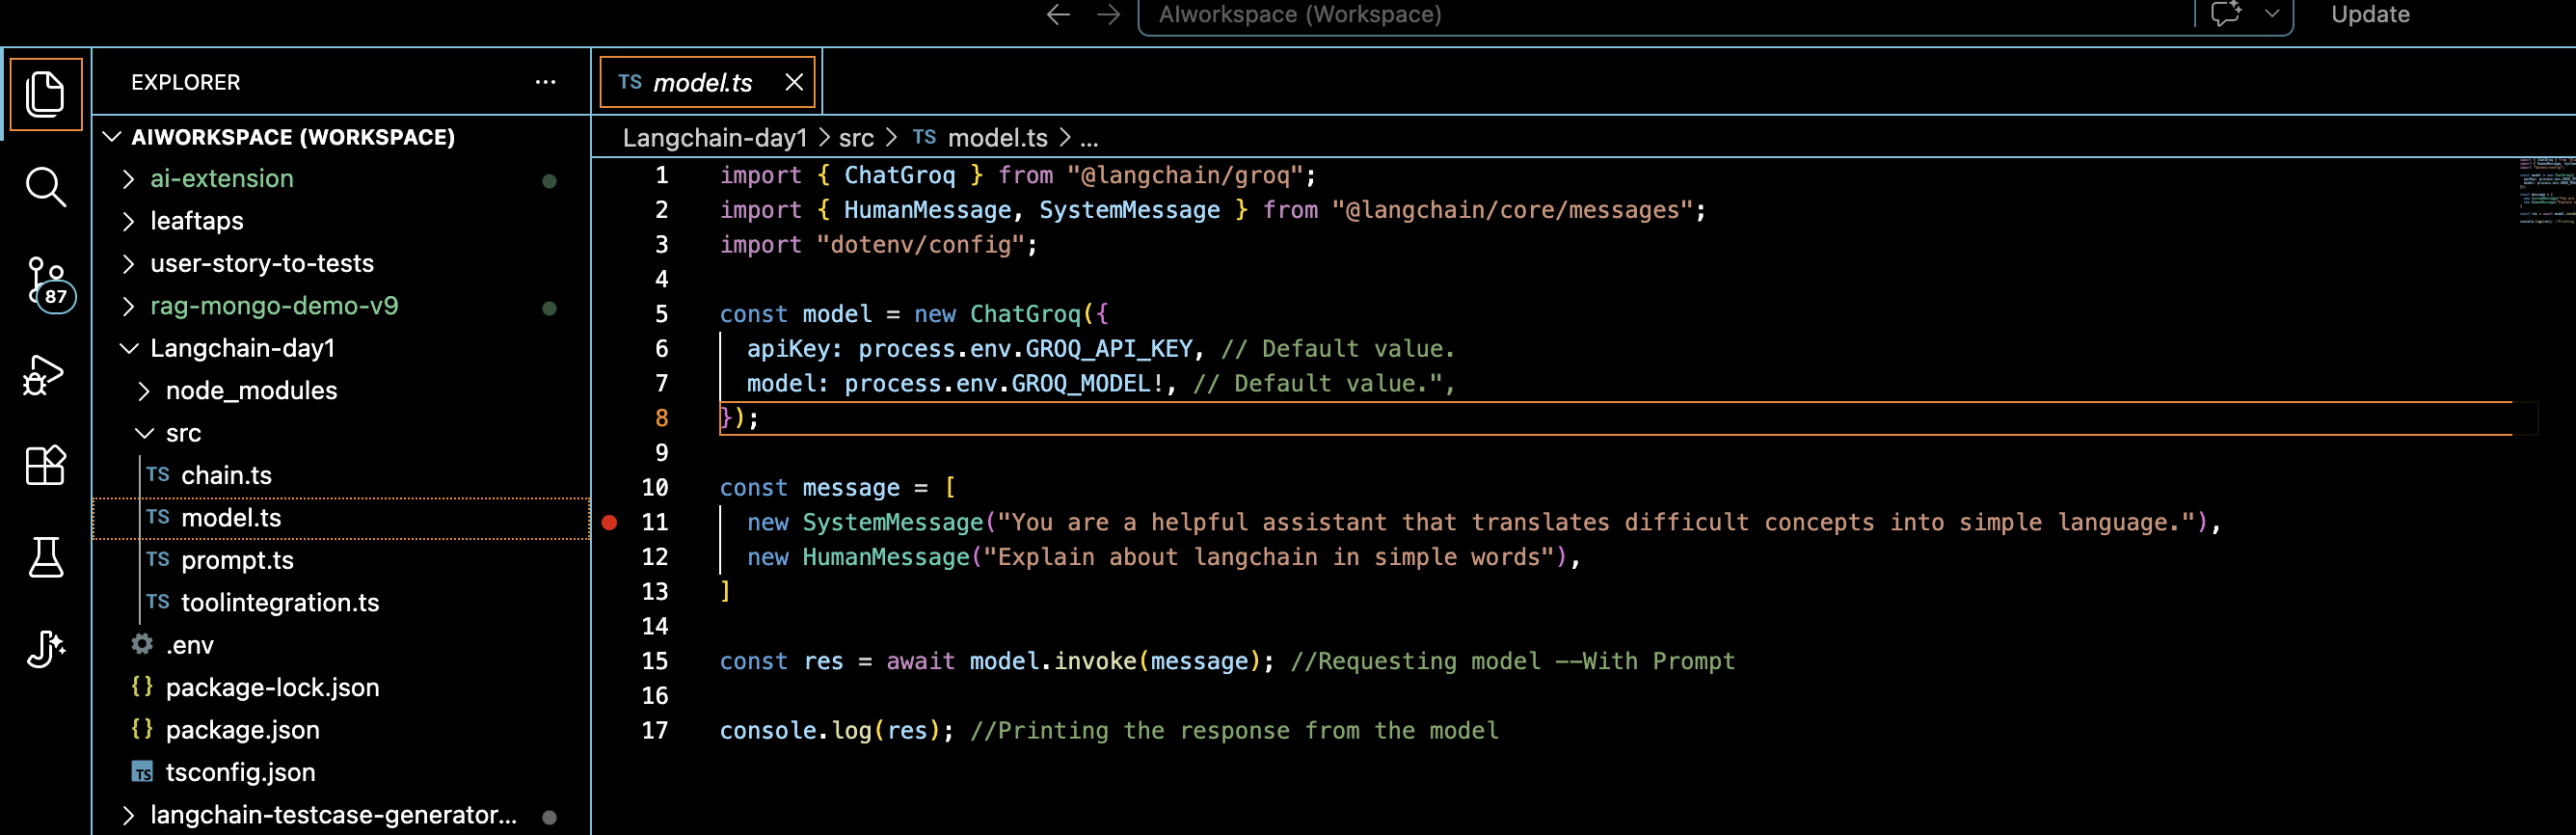 AIworkspace (Workspace)
Update
EXPLORER
TS model.ts
AIWORKSPACE (WORKSPACE)
ai-extension
leaftaps
user-story-to-tests
87
rag-mongo-demo-v9
Langchain-day1
node_modules
src
TS chain.ts
TS model.ts
TS prompt.ts
TS toolintegration.ts
.env
{} package-lock.json
{} package.json
TS tsconfig.json
langchain-testcase-generator...
Langchain-day1 > src > TS model.ts > ...
1 import { ChatGroq } from "@langchain/groq";
2 import { HumanMessage, SystemMessage } from "@langchain/core/messages";
3 import "dotenv/config";
4
5 const model = new ChatGroq({
6 apiKey: process.env.GROQ_API_KEY, // Default value.
7 model: process.env.GROQ_MODEL!, // Default value.",
8 });
9
10 const message = [
11 new SystemMessage("You are a helpful assistant that translates difficult concepts into simple language."),
12 new HumanMessage("Explain about langchain in simple words"),
13 ]
14
15 const res = await model.invoke(message); //Requesting model --With Prompt
16
17 console.log(res); //Printing the response from the model